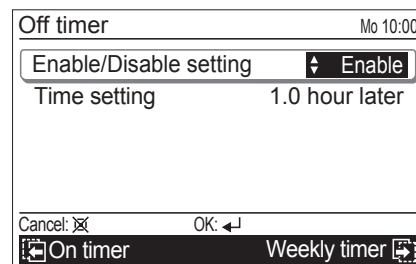 Off timer Mo 10:00
Enable/Disable setting Enable
Time setting 1.0 hour later
Cancel: OK:
On timer Weekly timer